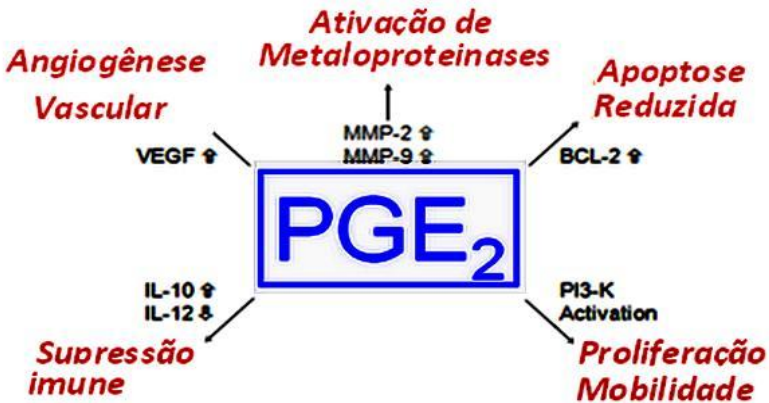 Ativação de
Metaloproteinases
Angiogênese
Vascular
Apoptose
Reduzida
MMP-2 ⇧
MMP-9 ⇧
VEGF ⇧
BCL-2 ⇧
PGE₂
IL-10 ⇧
IL-12 ⇩
PI3-K
Activation
Supressão
imune
Proliferação
Mobilidade